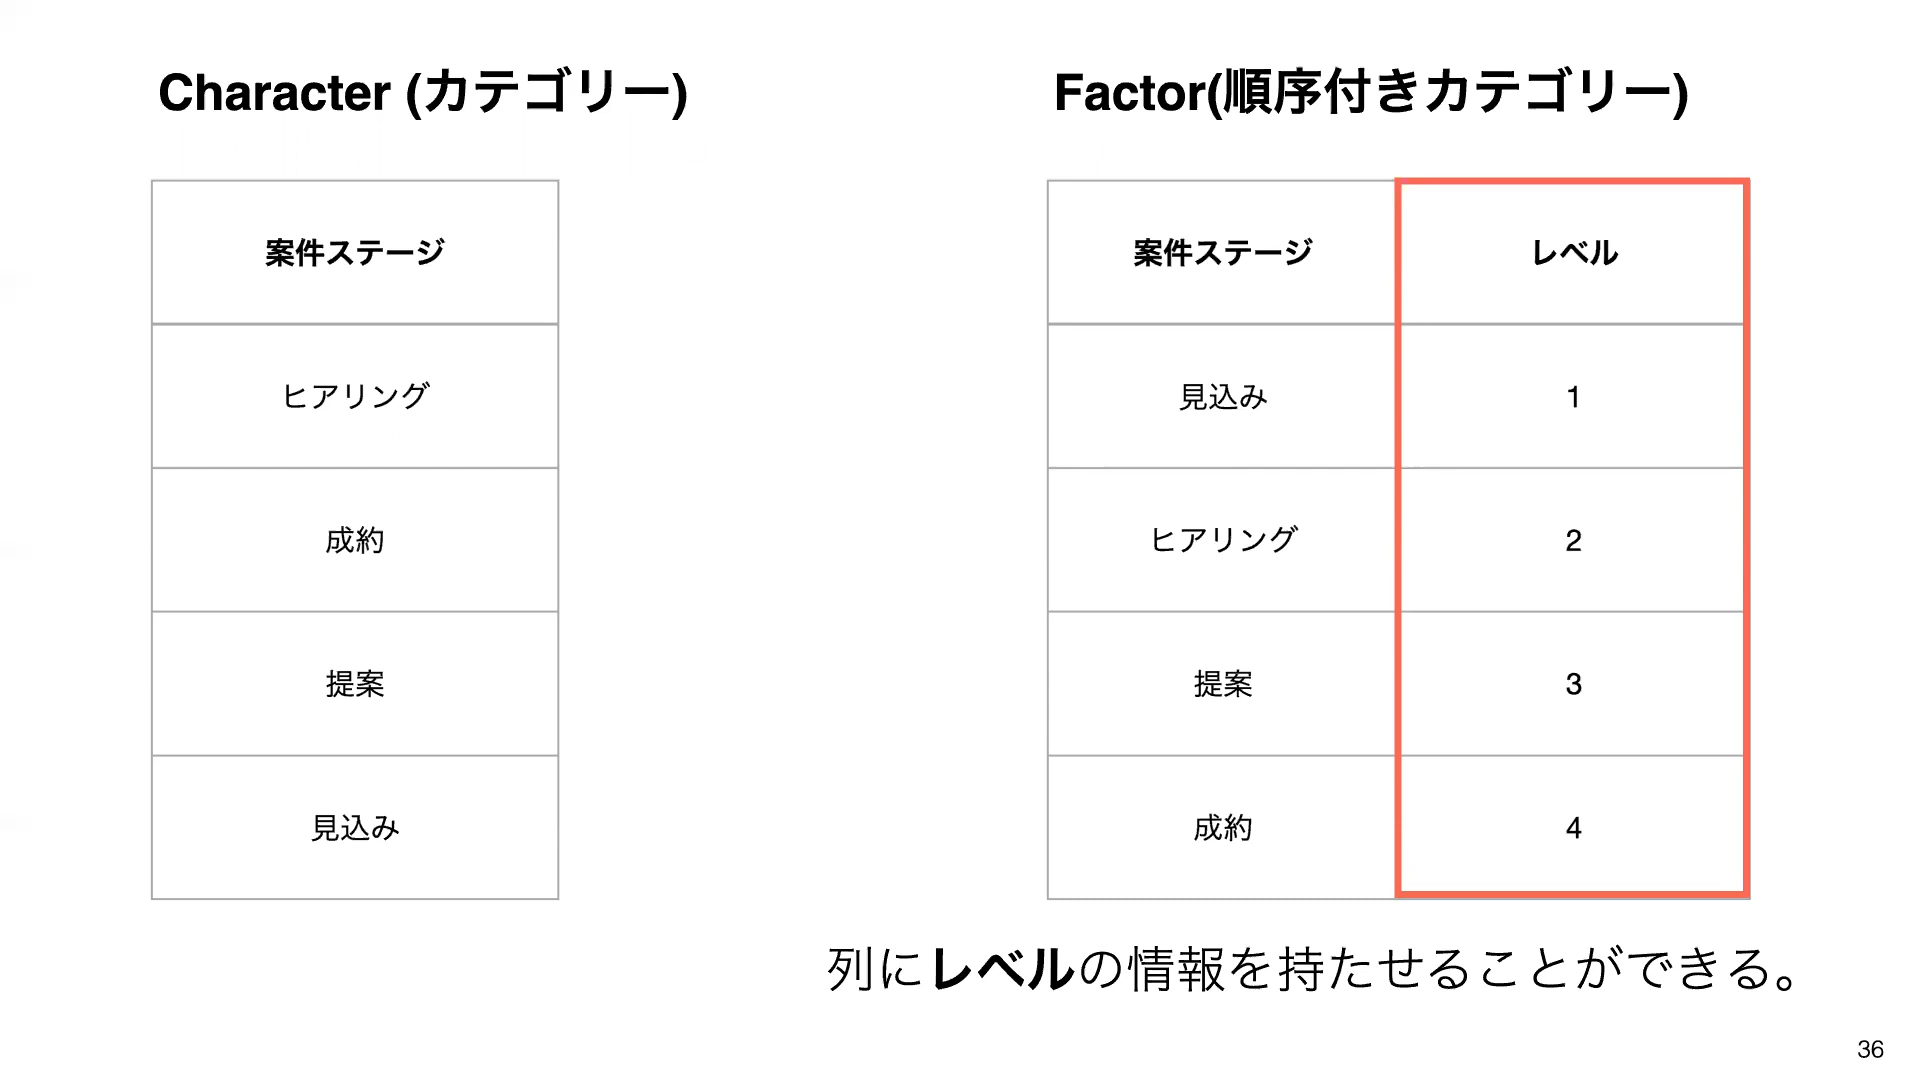 Character (カテゴリー)
案件ステージ
ヒアリング
成約
提案
見込み
Factor(順序付きカテゴリー)
案件ステージ レベル
見込み 1
ヒアリング 2
提案 3
成約 4
列にレベルの情報を持たせることができる。
36